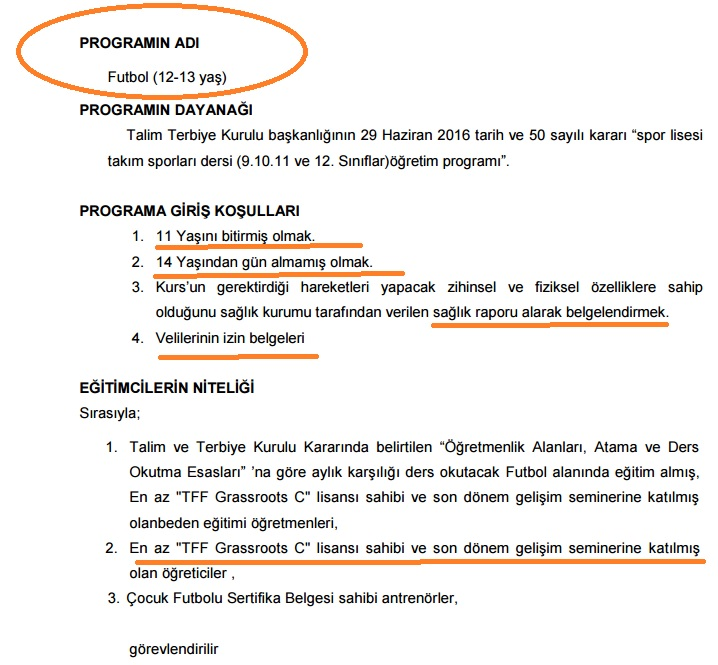 PROGRAMIN ADI
Futbol (12-13 yaş)
PROGRAMIN DAYANAĞI
Talim Terbiye Kurulu başkanlığının 29 Haziran 2016 tarih ve 50 sayılı kararı “spor lisesi
takım sporları dersi (9.10.11 ve 12. Sınıflar)öğretim programı”.
PROGRAMA GİRİŞ KOŞULLARI
1. 11 Yaşını bitirmiş olmak.
2. 14 Yaşından gün almamış olmak.
3. Kurs’un gerektirdiği hareketleri yapacak zihinsel ve fiziksel özelliklere sahip
olduğunu sağlık kurumu tarafından verilen sağlık raporu alarak belgelendirmek.
4. Velilerinin izin belgeleri
EĞİTİMCİLERİN NİTELİĞİ
Sırasıyla;
1. Talim ve Terbiye Kurulu Kararında belirtilen “Öğretmenlik Alanları, Atama ve Ders
Okutma Esasları” ’na göre aylık karşılığı ders okutacak Futbol alanında eğitim almış,
En az "TFF Grassroots C" lisansı sahibi ve son dönem gelişim seminerine katılmış
olanbeden eğitimi öğretmenleri,
2. En az "TFF Grassroots C" lisansı sahibi ve son dönem gelişim seminerine katılmış
olan öğreticiler ,
3. Çocuk Futbolu Sertifika Belgesi sahibi antrenörler,
görevlendirilir